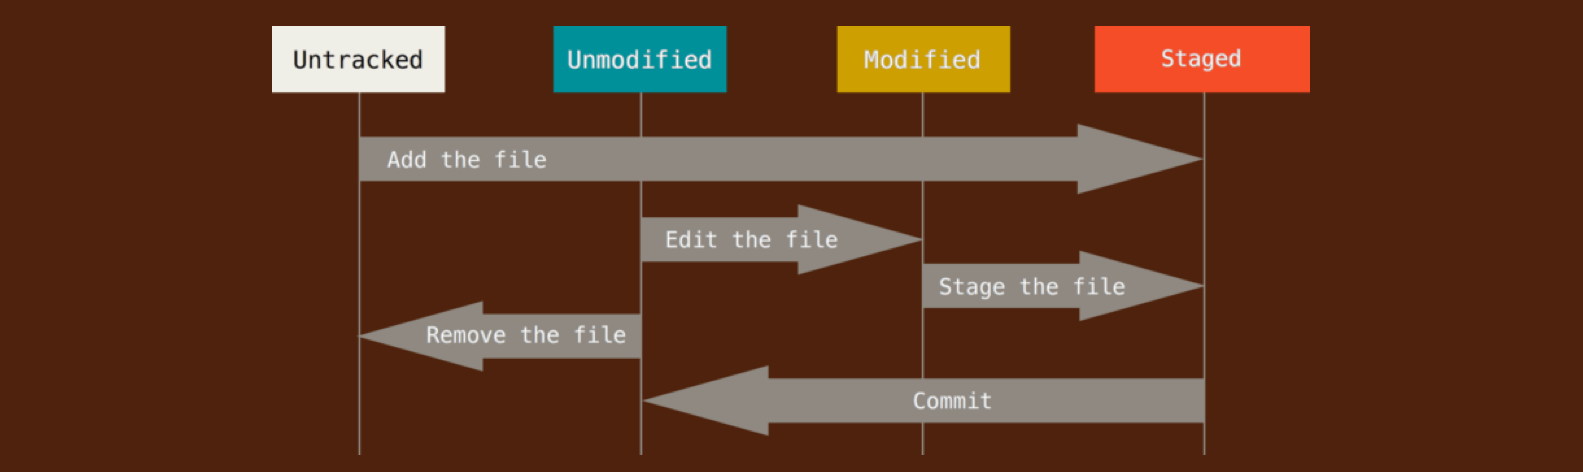 Untracked
Unmodified
Modified
Staged
Add the file
Edit the file
Stage the file
Remove the file
Commit